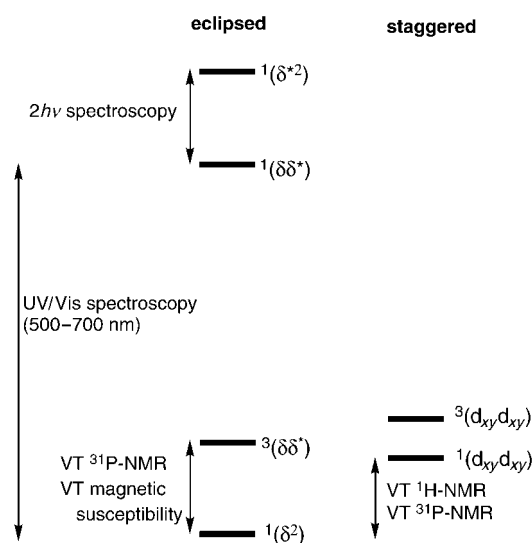 eclipsed
staggered
¹(δ*²)
2hν spectroscopy
¹(δδ*)
UV/Vis spectroscopy
(500–700 nm)
³(dxydxy)
³(δδ*)
¹(dxydxy)
VT ³¹P-NMR
VT magnetic
susceptibility
VT ¹H-NMR
VT ³¹P-NMR
¹(δ²)